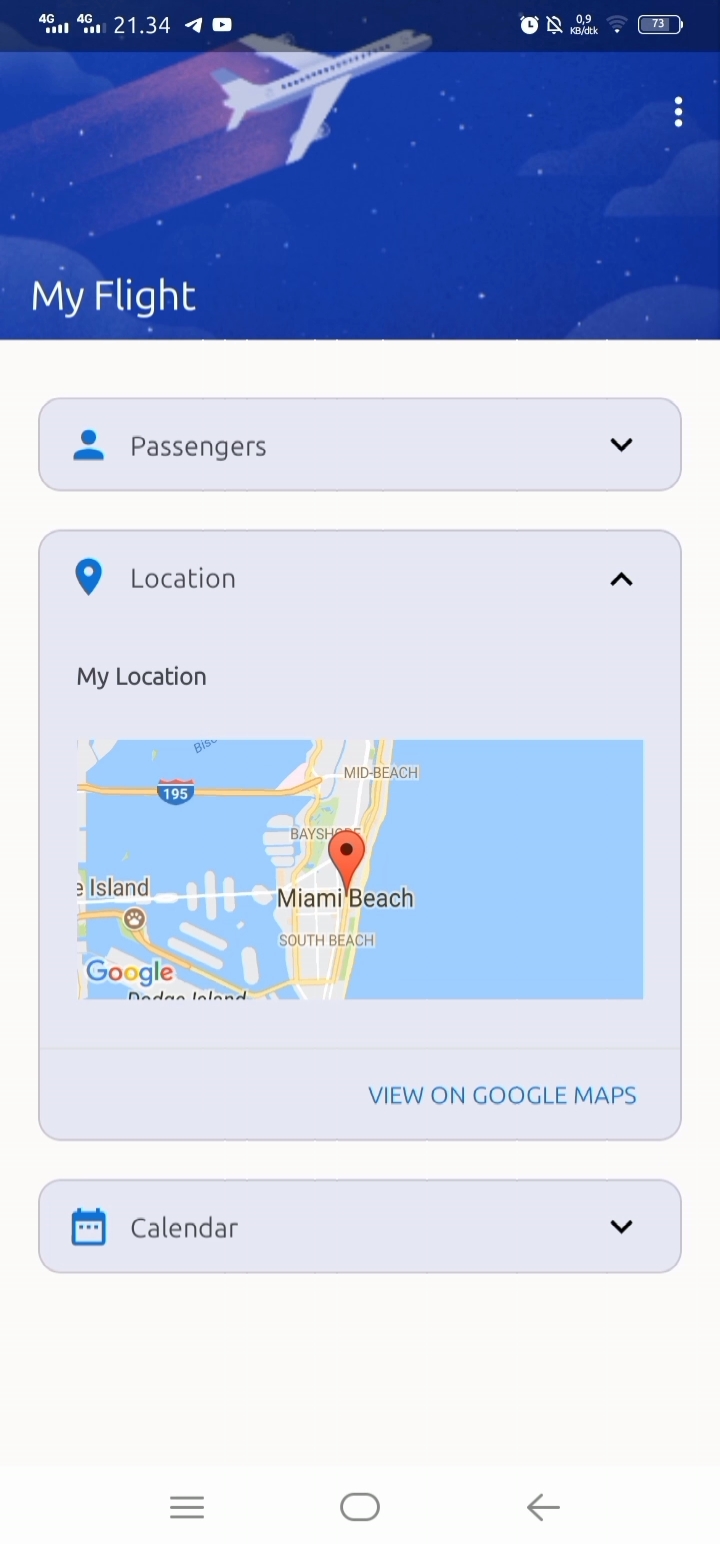 4G 4G 21.34 0,9 KB/dtk 73
My Flight
Passengers
Location
My Location
Bisc
MID-BEACH
195
BAYSHORE
e Island
Miami Beach
SOUTH BEACH
Google
Dodge Island
VIEW ON GOOGLE MAPS
Calendar